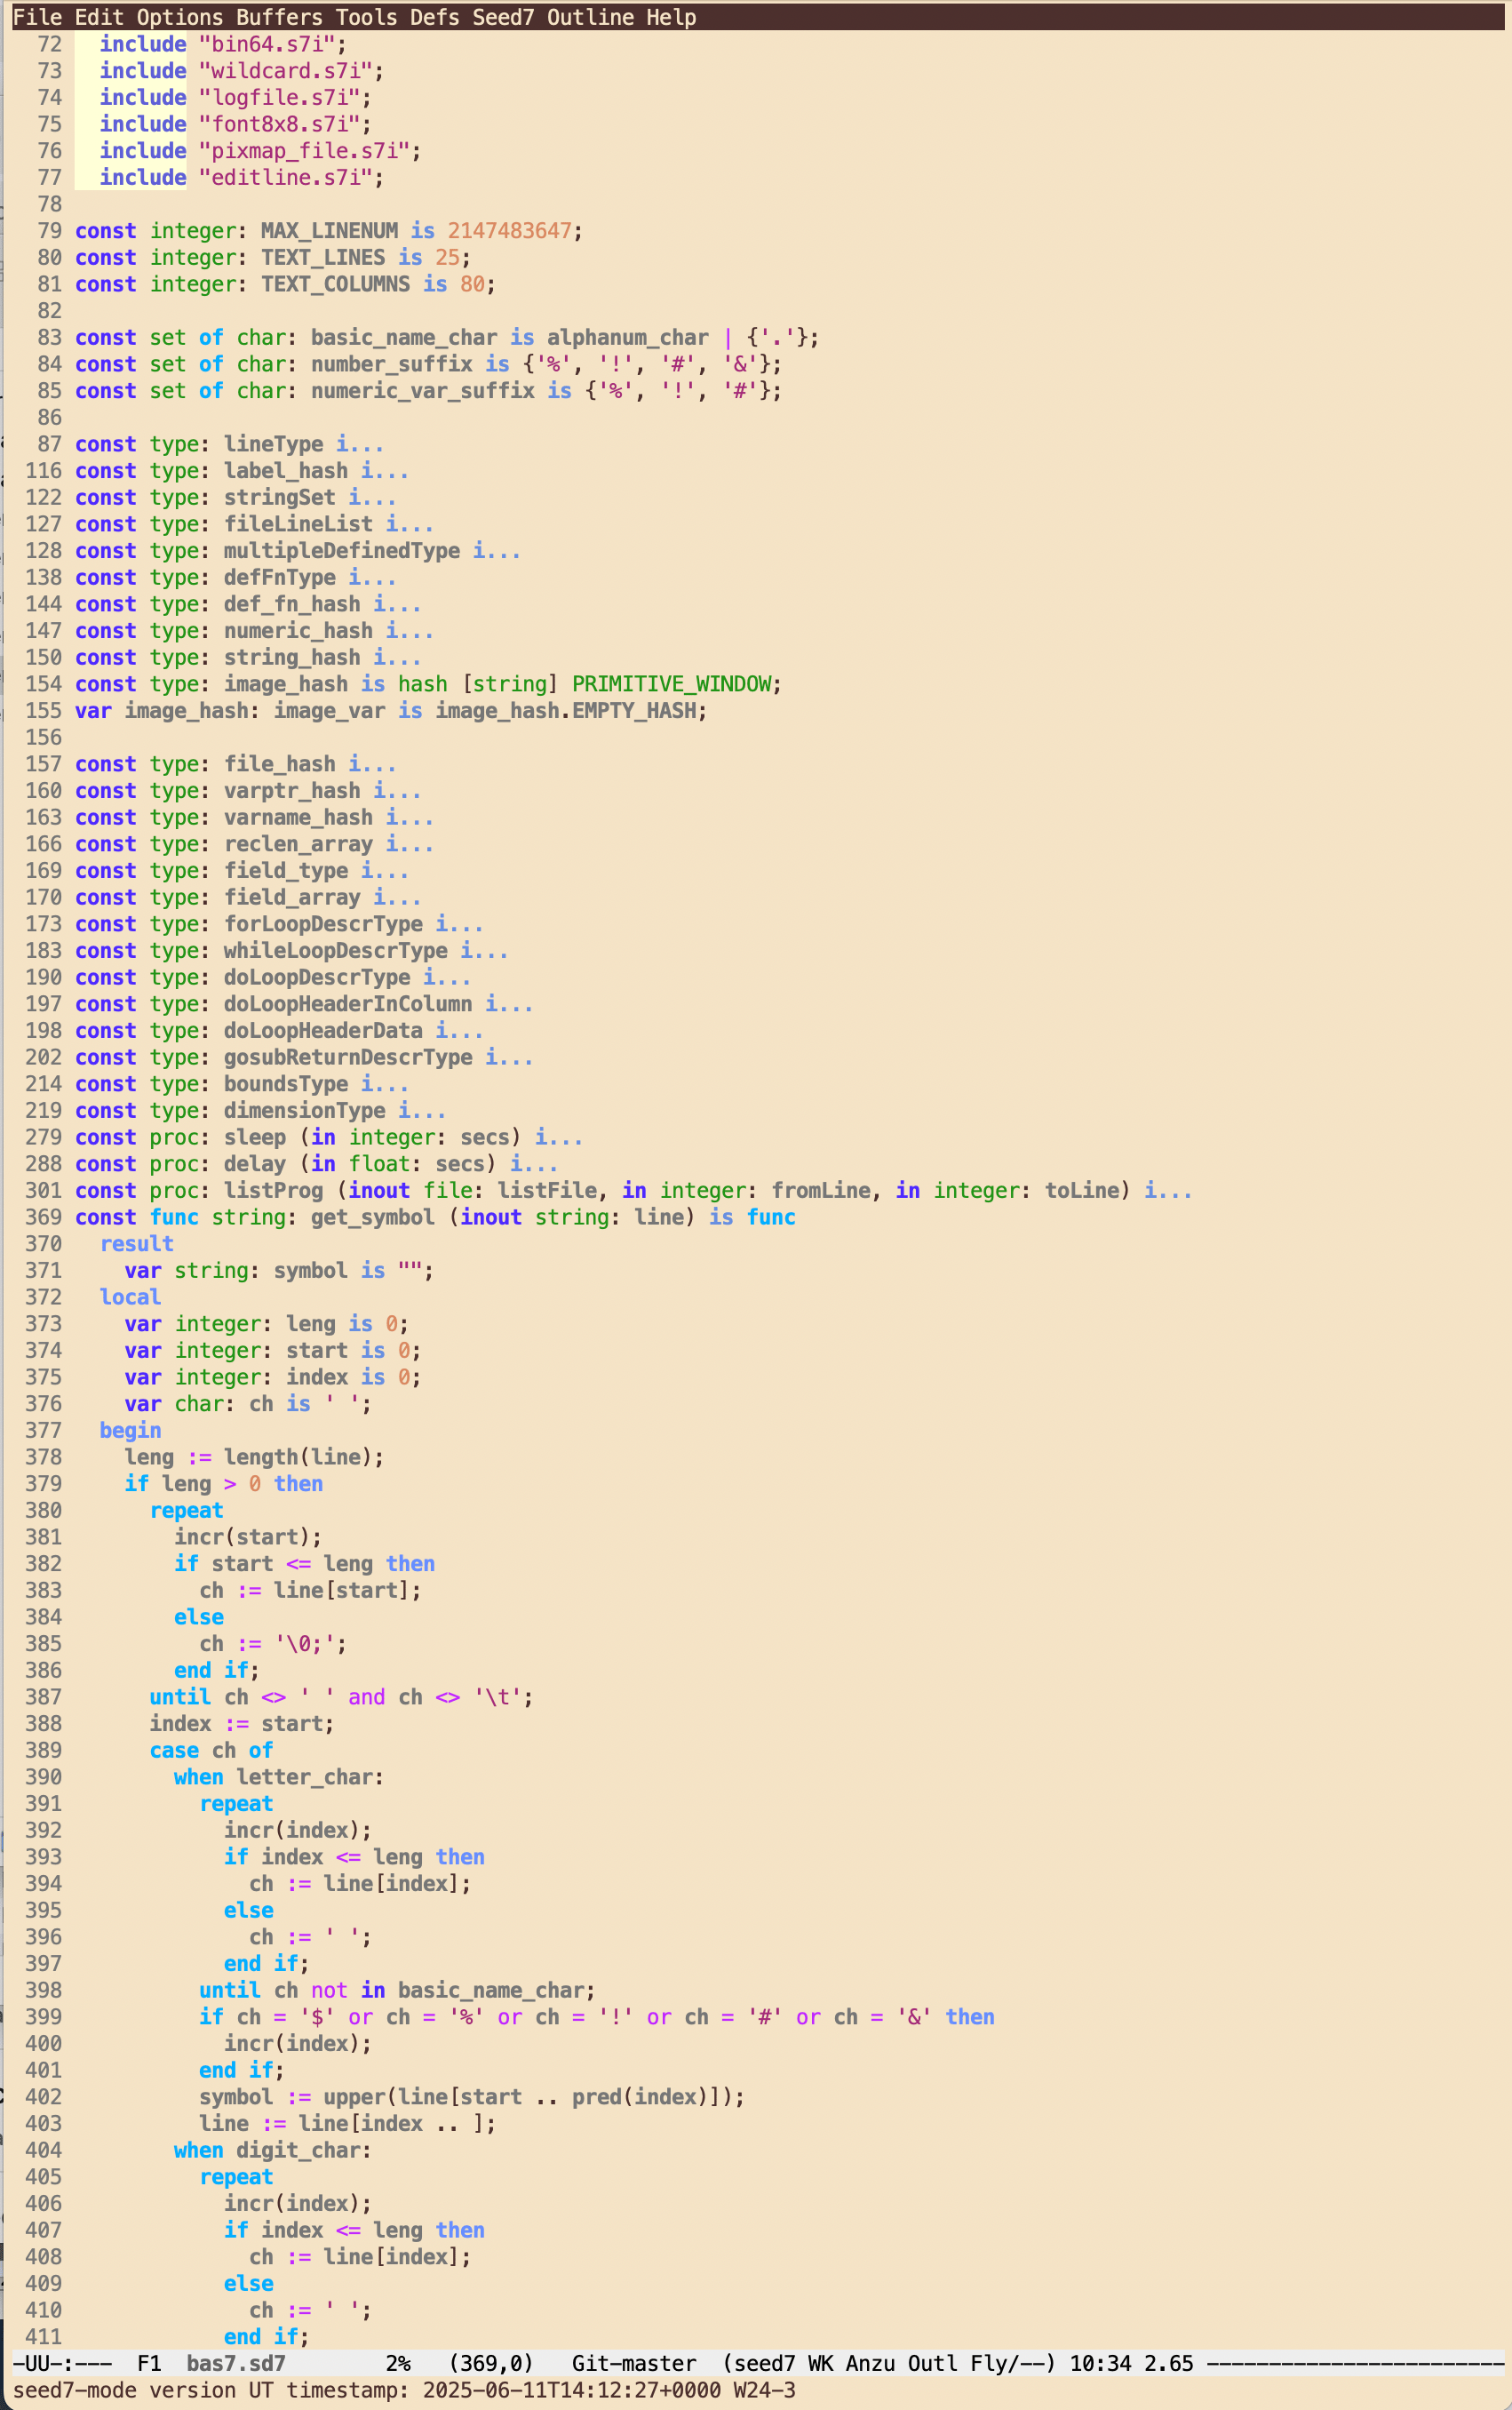 File Edit Options Buffers Tools Defs Seed7 Outline Help
72   include "bin64.s7i";
73   include "wildcard.s7i";
74   include "logfile.s7i";
75   include "font8x8.s7i";
76   include "pixmap_file.s7i";
77   include "editline.s7i";
78
79 const integer: MAX_LINENUM is 2147483647;
80 const integer: TEXT_LINES is 25;
81 const integer: TEXT_COLUMNS is 80;
82
83 const set of char: basic_name_char is alphanum_char | {'.'};
84 const set of char: number_suffix is {'%', '!', '#', '&'};
85 const set of char: numeric_var_suffix is {'%', '!', '#'};
86
87 const type: lineType i...
116 const type: label_hash i...
122 const type: stringSet i...
127 const type: fileLineList i...
128 const type: multipleDefinedType i...
138 const type: defFnType i...
144 const type: def_fn_hash i...
147 const type: numeric_hash i...
150 const type: string_hash i...
154 const type: image_hash is hash [string] PRIMITIVE_WINDOW;
155 var image_hash: image_var is image_hash.EMPTY_HASH;
156
157 const type: file_hash i...
160 const type: varptr_hash i...
163 const type: varname_hash i...
166 const type: reclen_array i...
169 const type: field_type i...
170 const type: field_array i...
173 const type: forLoopDescrType i...
183 const type: whileLoopDescrType i...
190 const type: doLoopDescrType i...
197 const type: doLoopHeaderInColumn i...
198 const type: doLoopHeaderData i...
202 const type: gosubReturnDescrType i...
214 const type: boundsType i...
219 const type: dimensionType i...
279 const proc: sleep (in integer: secs) i...
288 const proc: delay (in float: secs) i...
301 const proc: listProg (inout file: listFile, in integer: fromLine, in integer: toLine) i...
369 const func string: get_symbol (inout string: line) is func
370   result
371     var string: symbol is "";
372   local
373     var integer: leng is 0;
374     var integer: start is 0;
375     var integer: index is 0;
376     var char: ch is ' ';
377   begin
378     leng := length(line);
379     if leng > 0 then
380       repeat
381         incr(start);
382         if start <= leng then
383           ch := line[start];
384         else
385           ch := '\0;';
386         end if;
387       until ch <> ' ' and ch <> '\t';
388       index := start;
389       case ch of
390         when letter_char:
391           repeat
392             incr(index);
393             if index <= leng then
394               ch := line[index];
395             else
396               ch := ' ';
397             end if;
398           until ch not in basic_name_char;
399           if ch = '$' or ch = '%' or ch = '!' or ch = '#' or ch = '&' then
400             incr(index);
401           end if;
402           symbol := upper(line[start .. pred(index)]);
403           line := line[index .. ];
404         when digit_char:
405           repeat
406             incr(index);
407             if index <= leng then
408               ch := line[index];
409             else
410               ch := ' ';
411             end if;
-UU-:---  F1  bas7.sd7        2%   (369,0)   Git-master  (seed7 WK Anzu Outl Fly/--) 10:34 2.65 ------------------------
seed7-mode version UT timestamp: 2025-06-11T14:12:27+0000 W24-3